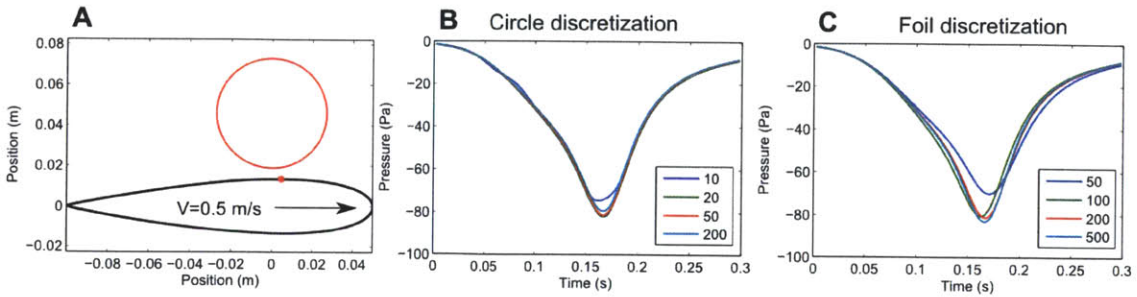 A
0.08
0.06
0.04
0.02
0
−0.02
Position (m)
V=0.5 m/s
−0.08 −0.06 −0.04 −0.02 0 0.02 0.04
Position (m)
B Circle discretization
0
−20
−40
−60
−80
−100
Pressure (Pa)
10
20
50
200
0 0.05 0.1 0.15 0.2 0.25 0.3
Time (s)
C Foil discretization
0
−20
−40
−60
−80
−100
Pressure (Pa)
50
100
200
500
0 0.05 0.1 0.15 0.20 0.25 0.3
Time (s)